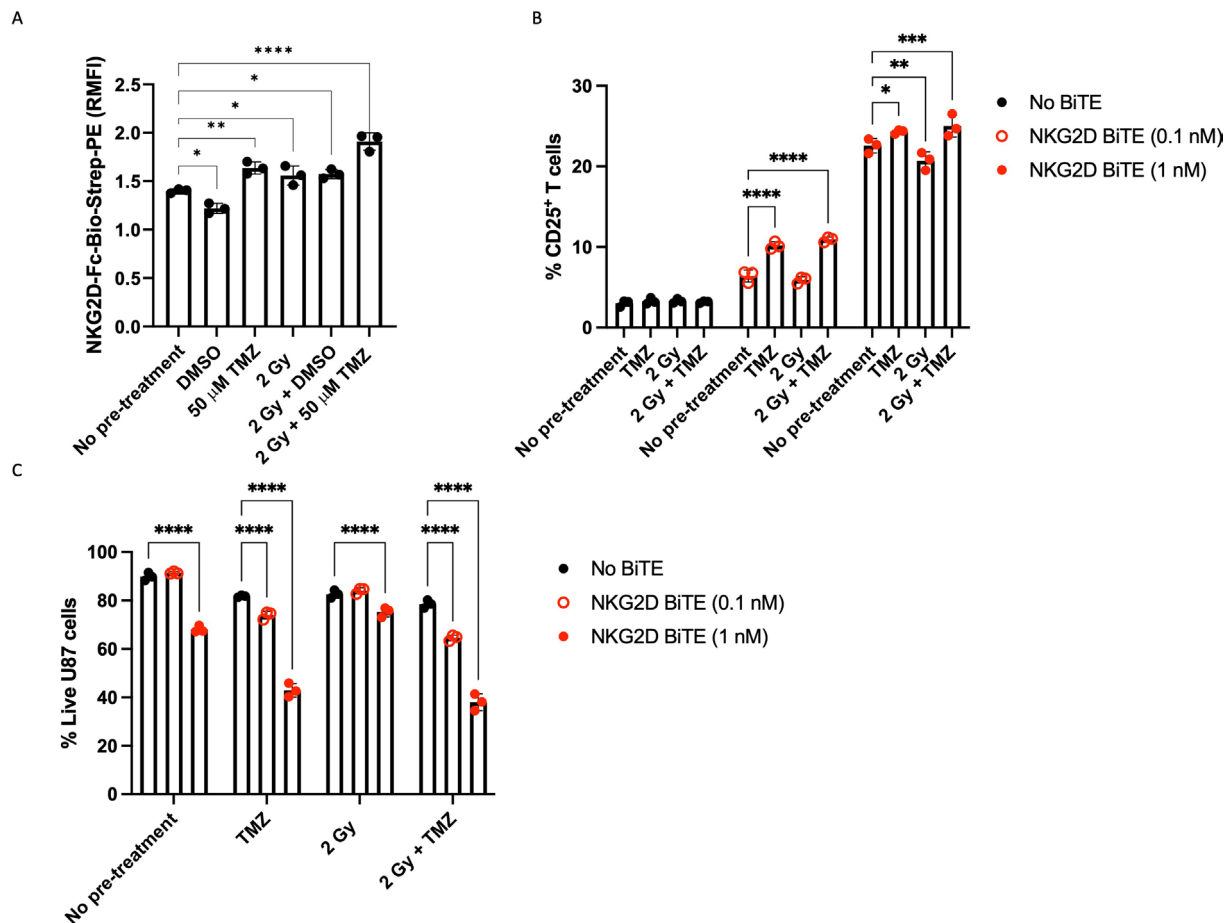 A
NKG2D-Fc-Bio-Strep-PE (RMFI)
2.5
2.0
1.5
1.0
0.5
0.0
****
*
*
**
*
No pre-treatment
DMSO
50 μM TMZ
2 Gy
2 Gy + DMSO
2 Gy + 50 μM TMZ
B
% CD25⁺ T cells
30
20
10
0
****
****
***
**
*
No pre-treatment
TMZ
2 Gy
2 Gy + TMZ
No pre-treatment
TMZ
2 Gy
2 Gy + TMZ
No pre-treatment
TMZ
2 Gy
2 Gy + TMZ
No BiTE
NKG2D BiTE (0.1 nM)
NKG2D BiTE (1 nM)
C
% Live U87 cells
100
80
60
40
20
0
****
****
****
****
****
****
No pre-treatment
TMZ
2 Gy
2 Gy + TMZ
No BiTE
NKG2D BiTE (0.1 nM)
NKG2D BiTE (1 nM)